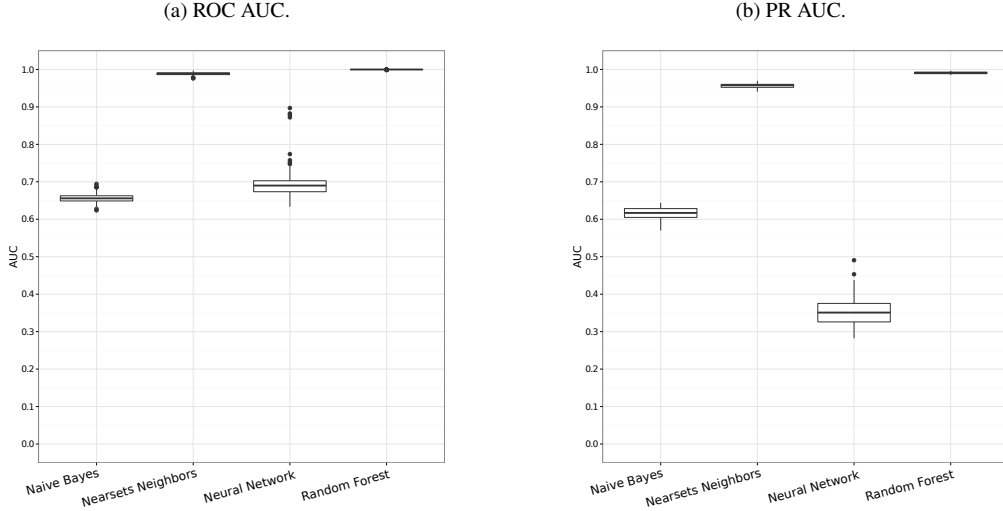 (a) ROC AUC.
1.0
0.9
0.8
0.7
0.6
0.5
0.4
0.3
0.2
0.1
0.0
AUC
Naive Bayes
Nearsets Neighbors
Neural Network
Random Forest
(b) PR AUC.
1.0
0.9
0.8
0.7
0.6
0.5
0.4
0.3
0.2
0.1
0.0
AUC
Naive Bayes
Nearsets Neighbors
Neural Network
Random Forest